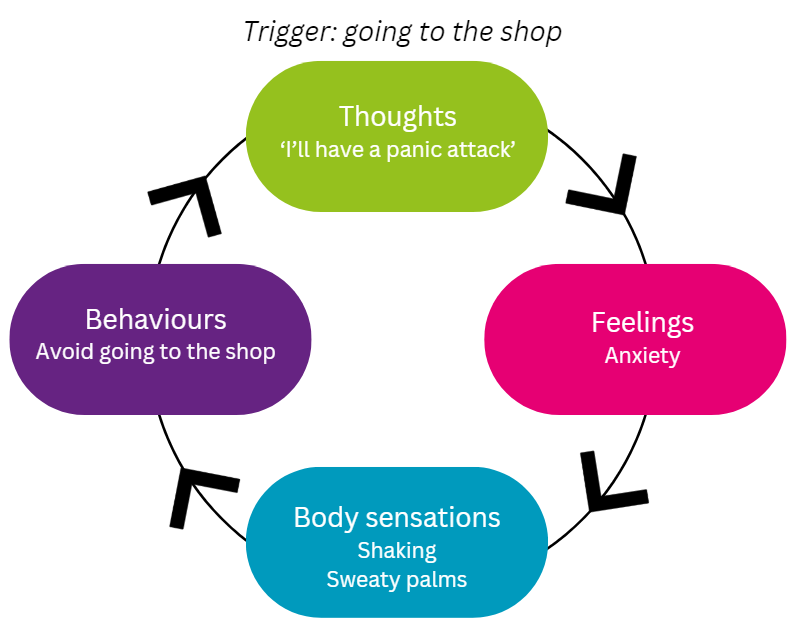 Trigger: going to the shop
Thoughts
‘I’ll have a panic attack’
Feelings
Anxiety
Body sensations
Shaking
Sweaty palms
Behaviours
Avoid going to the shop